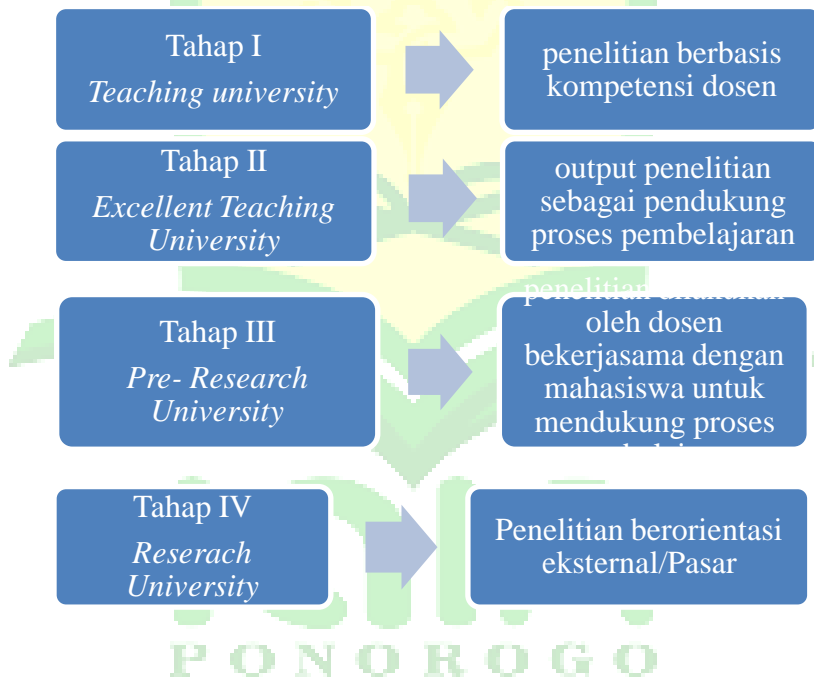 Tahap I
Teaching university
penelitian berbasis
kompetensi dosen
Tahap II
Excellent Teaching
University
output penelitian
sebagai pendukung
proses pembelajaran
Tahap III
Pre- Research
University
penelitian
oleh dosen
bekerjasama dengan
mahasiswa untuk
mendukung proses
Tahap IV
Reserach
University
Penelitian berorientasi
eksternal/Pasar
PONOROGO